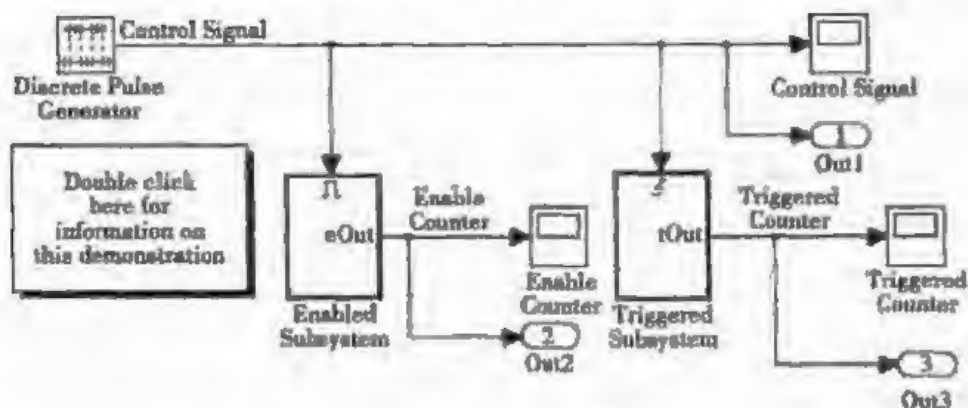 Control Signal
Discrete Pulse
Generator
Control Signal
1
Out1
Double click
here for
information on
this demonstration
eOut
Enable
Counter
Enabled
Subsystem
Enable
Counter
2
Out2
tOut
Triggered
Counter
Triggered
Subsystem
Triggered
Counter
3
Out3